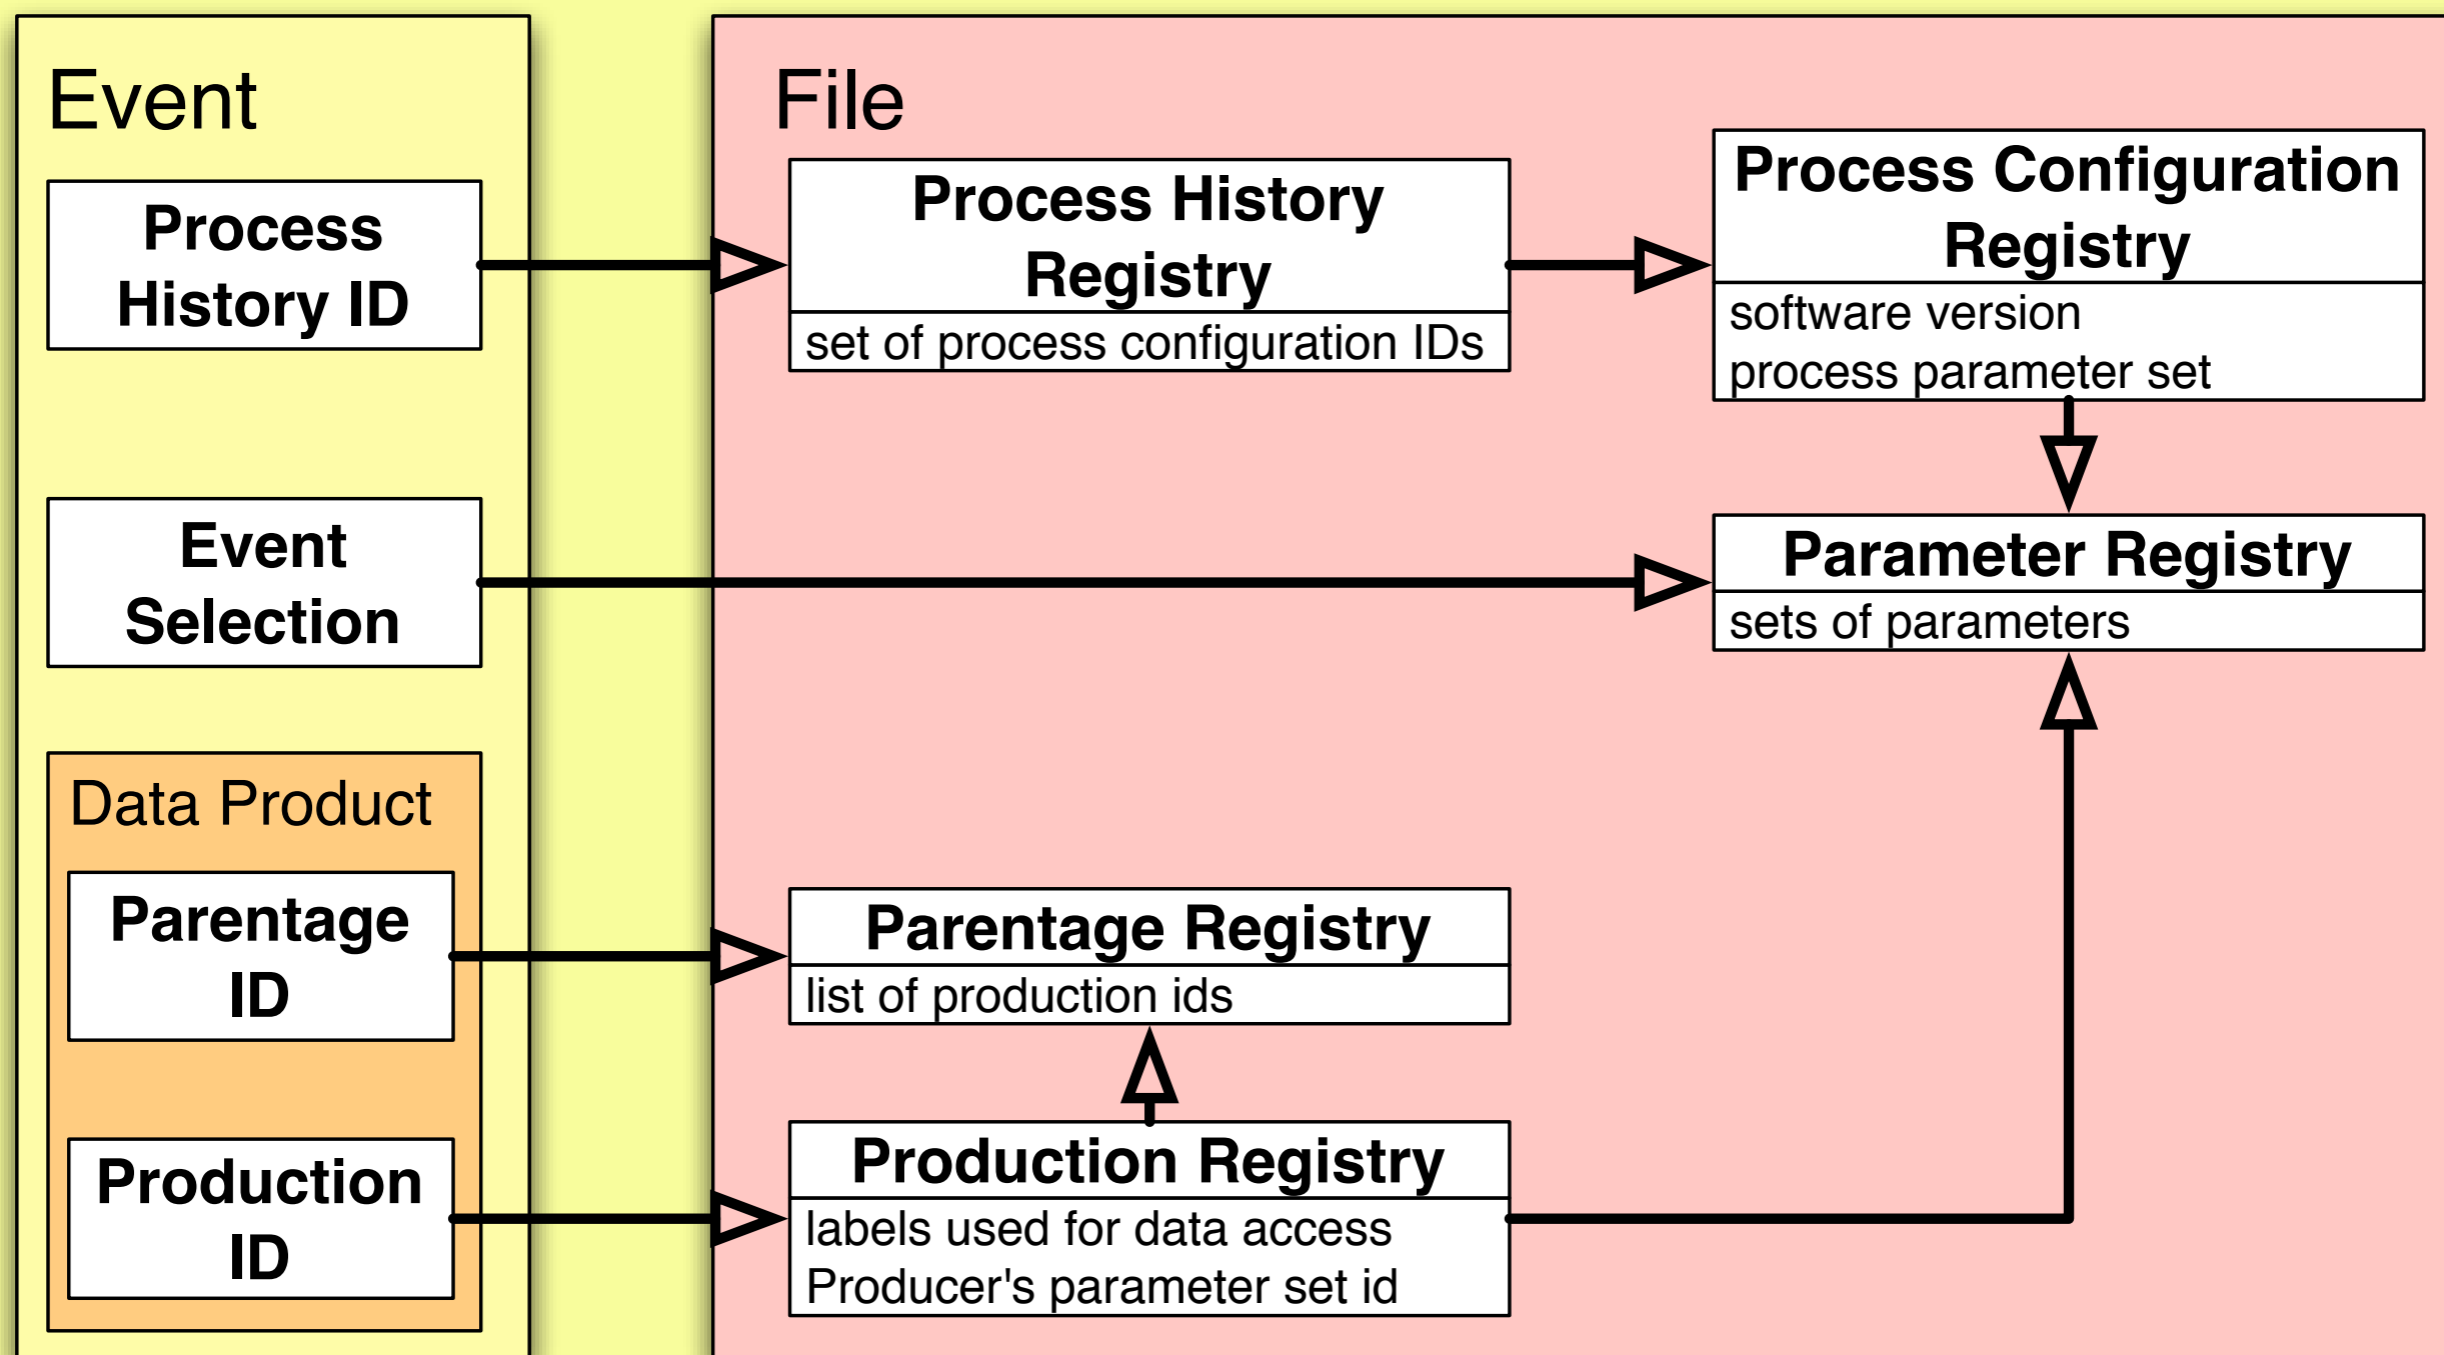 Event
Process
History ID
Event
Selection
Data Product
Parentage
ID
Production
ID
File
Process History
Registry
set of process configuration IDs
Process Configuration
Registry
software version
process parameter set
Parameter Registry
sets of parameters
Parentage Registry
list of production ids
Production Registry
labels used for data access
Producer's parameter set id